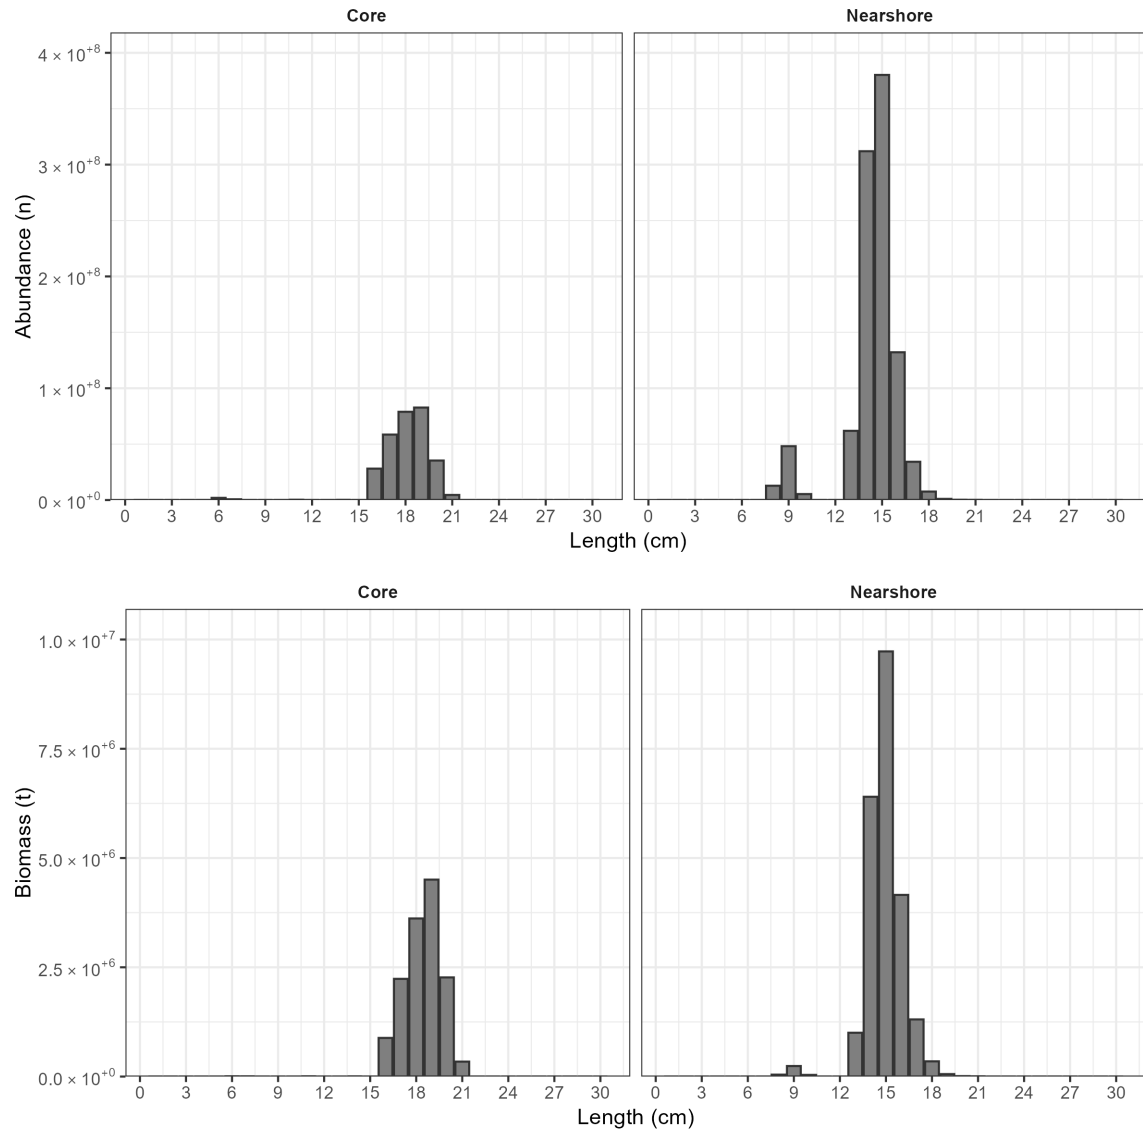 Core Nearshore
4 × 10⁺⁸
3 × 10⁺⁸
2 × 10⁺⁸
1 × 10⁺⁸
0 × 10⁺⁰
Abundance (n)
0 3 6 9 12 15 18 21 24 27 30 0 3 6 9 12 15 18 21 24 27 30
Length (cm)
Core Nearshore
1.0 × 10⁺⁷
7.5 × 10⁺⁶
5.0 × 10⁺⁶
2.5 × 10⁺⁶
0.0 × 10⁺⁰
Biomass (t)
0 3 6 9 12 15 18 21 24 27 30 0 3 6 9 12 15 18 21 24 27 30
Length (cm)